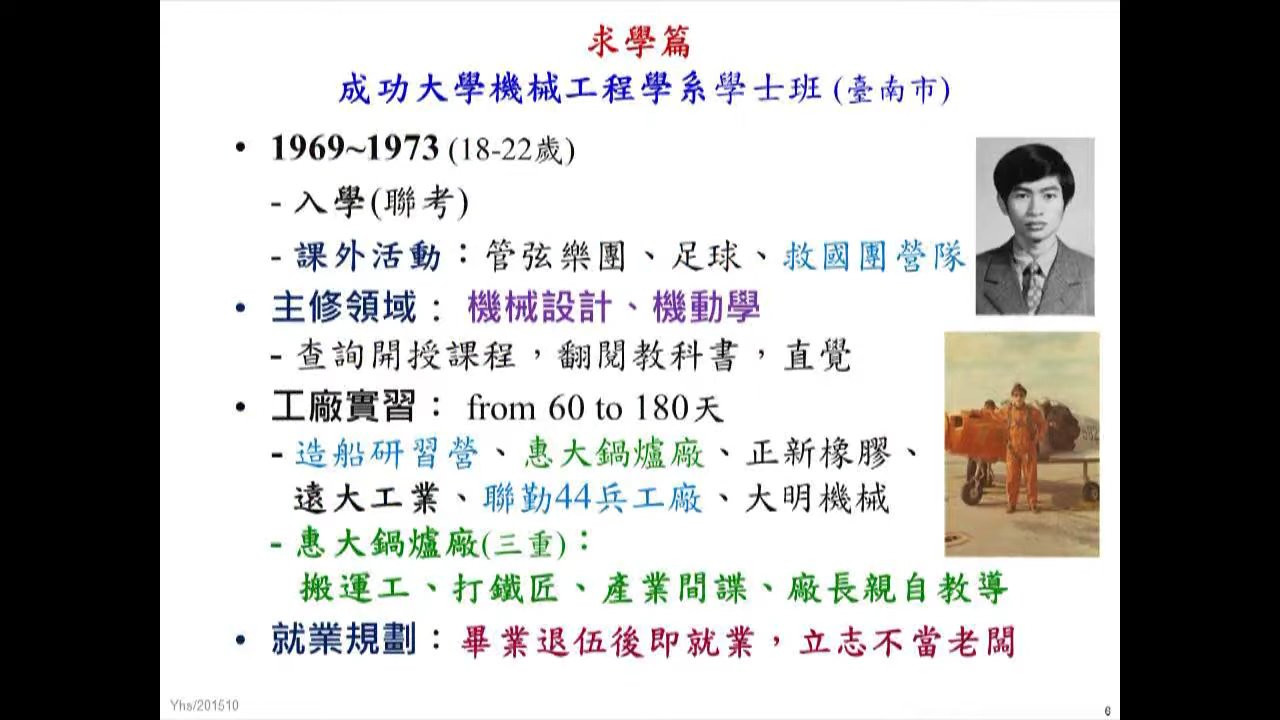 求學篇
成功大學機械工程學系學士班 (臺南市)
• 1969~1973 (18-22歲)
- 入學(聯考)
- 課外活動：管弦樂團、足球、救國團營隊
• 主修領域： 機械設計、機動學
- 查詢開授課程，翻閱教科書，直覺
• 工廠實習： from 60 to 180天
- 造船研習營、惠大鍋爐廠、正新橡膠、
遠大工業、聯勤44兵工廠、大明機械
- 惠大鍋爐廠(三重)：
搬運工、打鐵匠、產業間諜、廠長親自教導
• 就業規劃： 畢業退伍後即就業，立志不當老闆
Yhs/201510
6